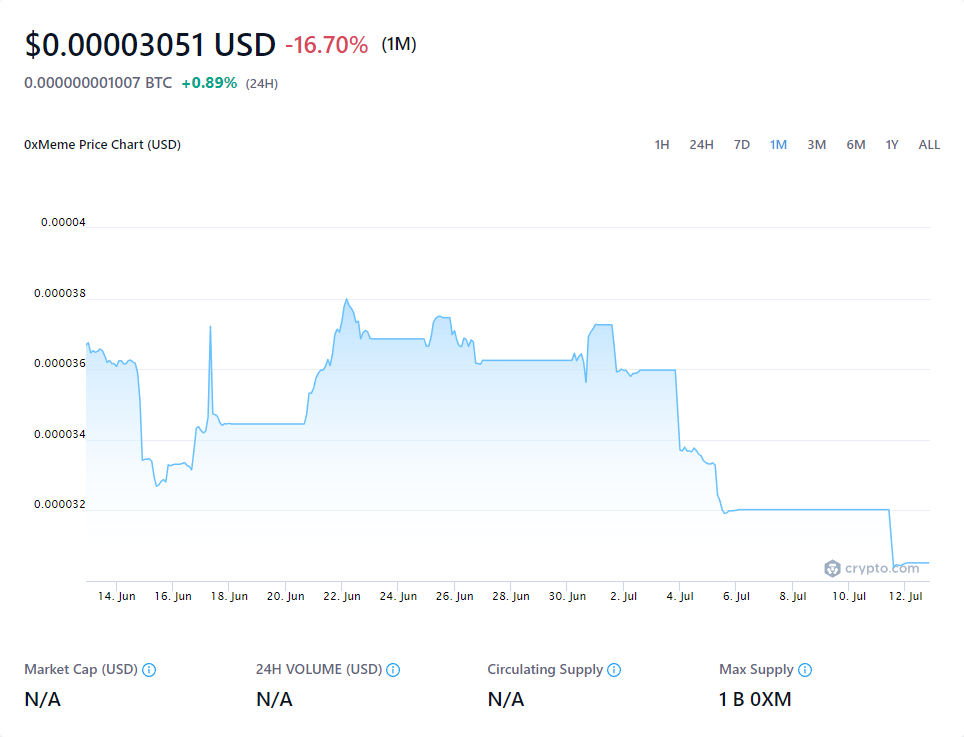 $0.00003051 USD -16.70% (1M)
0.000000001007 BTC +0.89% (24H)
0xMeme Price Chart (USD) 1H 24H 7D 1M 3M 6M 1Y ALL
0.00004
0.000038
0.000036
0.000034
0.000032
crypto.com
14. Jun 16. Jun 18. Jun 20. Jun 22. Jun 24. Jun 26. Jun 28. Jun 30. Jun 2. Jul 4. Jul 6. Jul 8. Jul 10. Jul 12. Jul
Market Cap (USD) 24H VOLUME (USD) Circulating Supply Max Supply
N/A N/A N/A 1 B 0XM